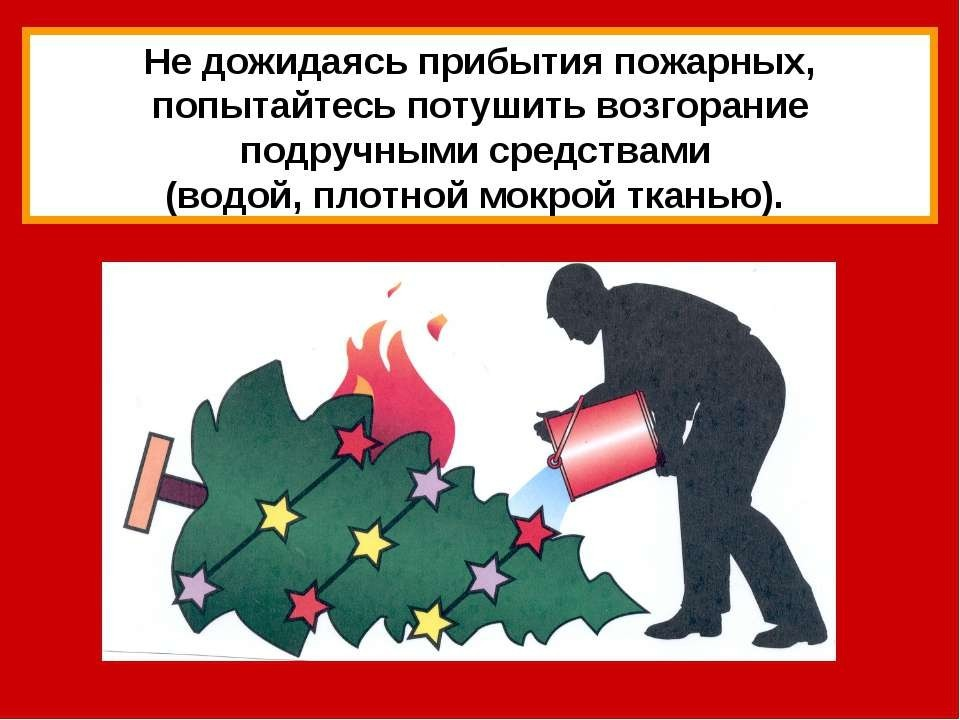 Не дожидаясь прибытия пожарных,
попытайтесь потушить возгорание
подручными средствами
(водой, плотной мокрой тканью).